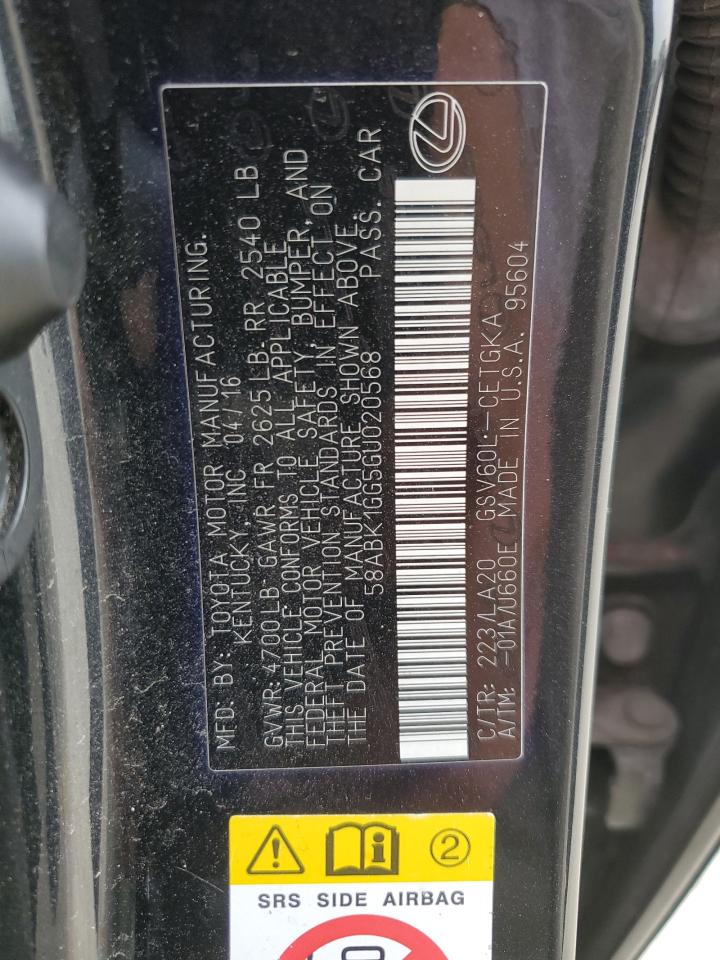 MFD. BY: TOYOTA MOTOR MANUFACTURING.
KENTUCKY, INC 04/16
GVWR: 4700LB GAWR FR 2625LB.RR 2540 LB
THIS VEHICLE CONFORMS TO ALL APPLICABLE
FEDERAL MOTOR VEHICLE SAFETY, BUMPER, AND
THEFT PREVENTION STANDARDS IN EFFECT ON
THE DATE OF MANUFACTURE SHOWN ABOVE
58ABK1GG5GU020568 PASS. CAR
C/TR: 223/LA20 GSV60L-CETGKA
A/TM: -01A/U660E MADE IN U.S.A. 95604
2
SRS SIDE AIRBAG